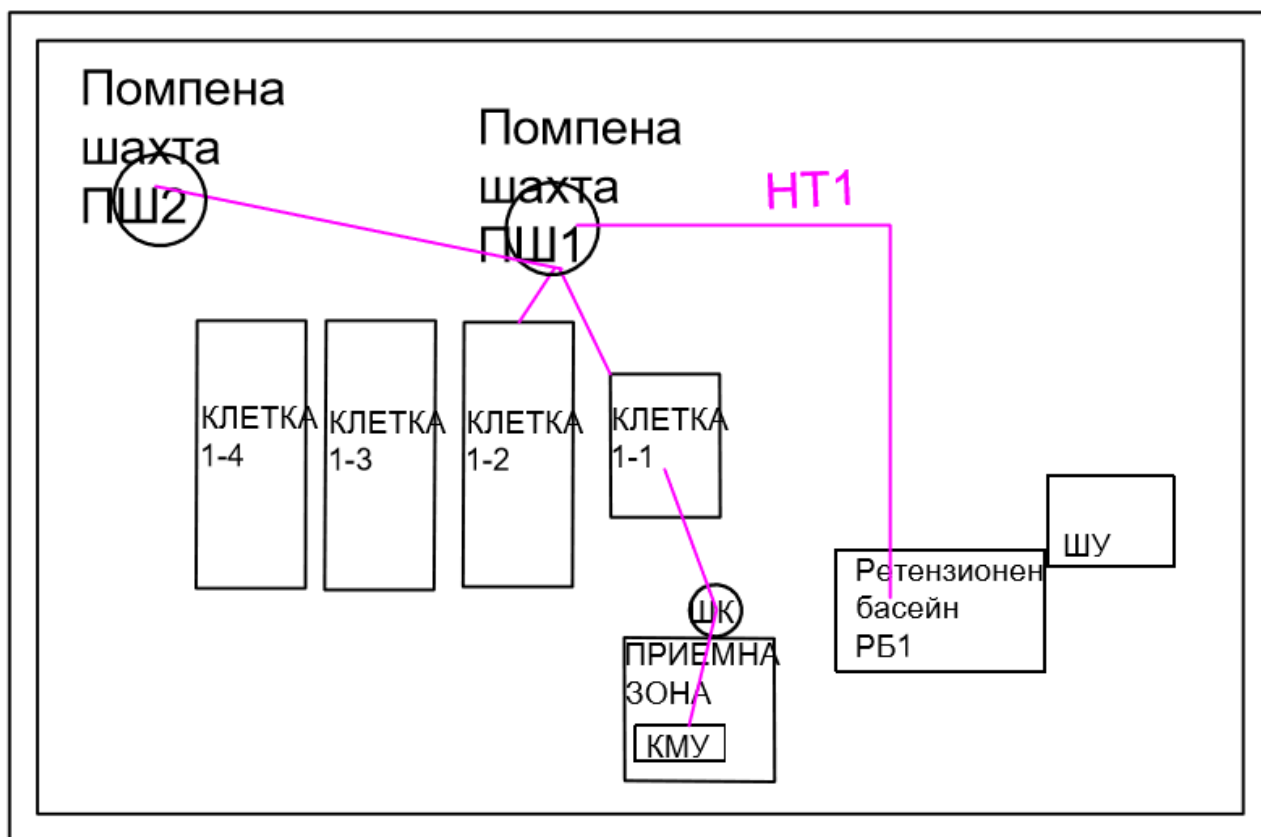 Помпена
шахта
ПШ2
Помпена
шахта
ПШ1
НТ1
КЛЕТКА
1-4
КЛЕТКА
1-3
КЛЕТКА
1-2
КЛЕТКА
1-1
ШУ
Ретензионен
басейн
РБ1
ШК
ПРИЕМНА
ЗОНА
КМУ